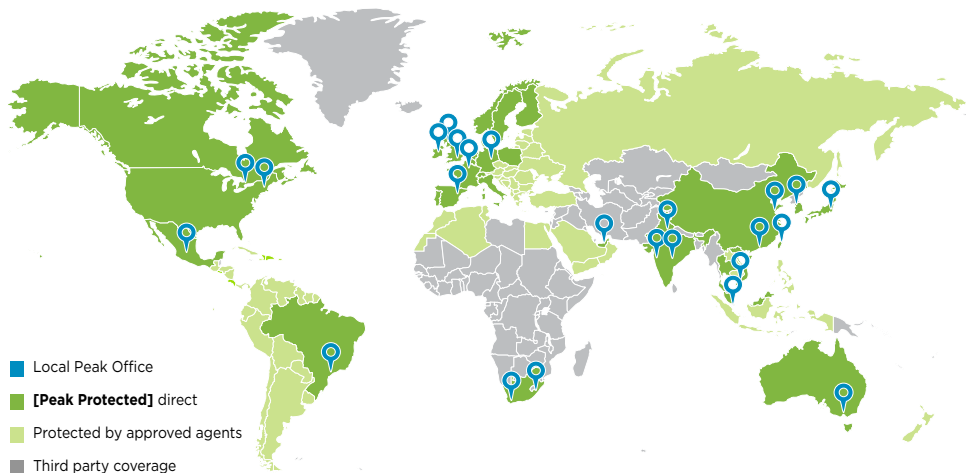 Local Peak Office
[Peak Protected] direct
Protected by approved agents
Third party coverage